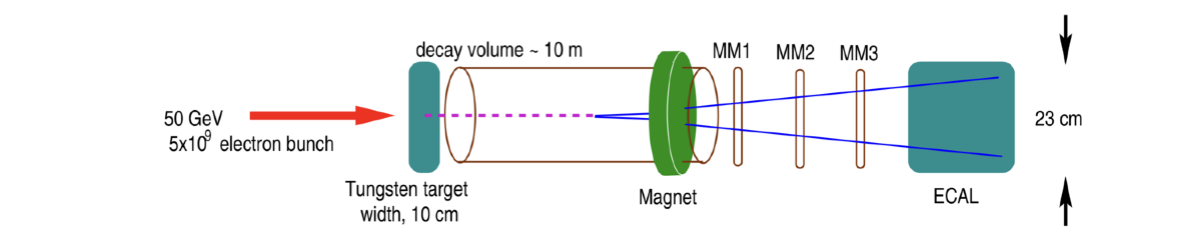 decay volume ~ 10 m
MM1
MM2
MM3
50 GeV
5x10⁹ electron bunch
23 cm
Tungsten target
width, 10 cm
Magnet
ECAL